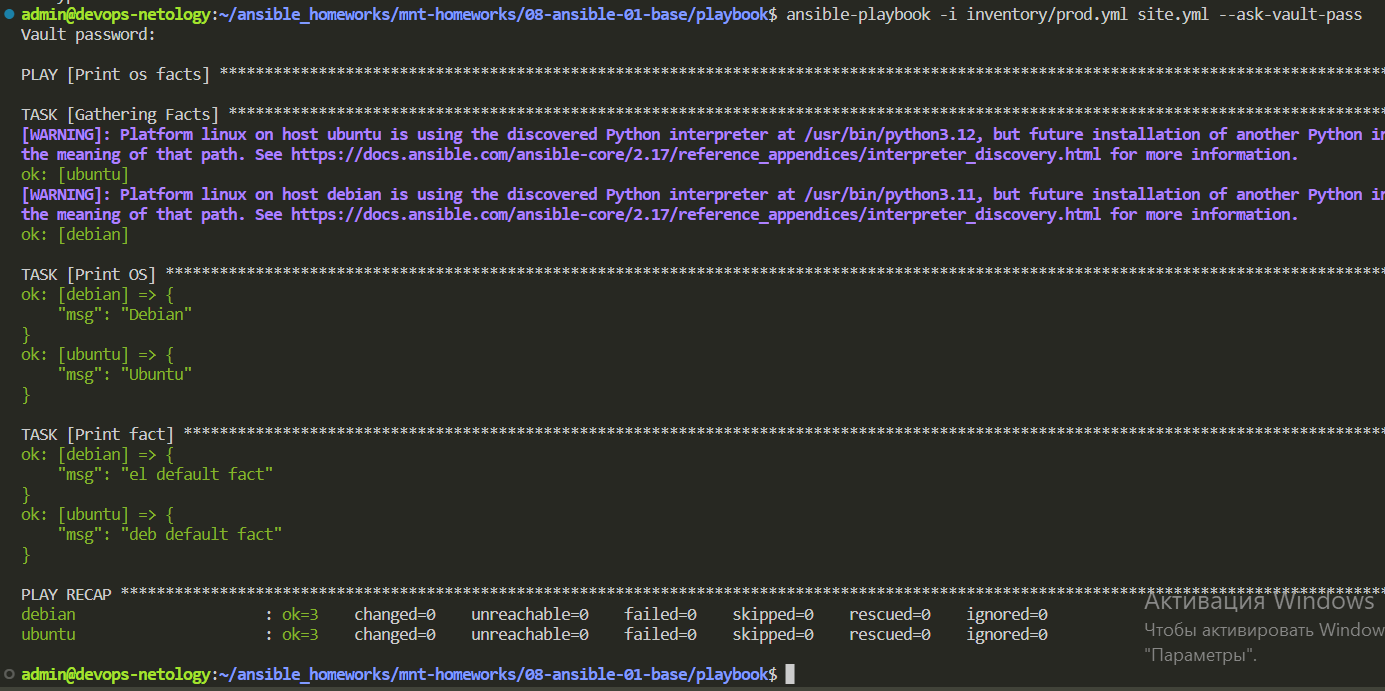 admin@devops-netology:~/ansible_homeworks/mnt-homeworks/08-ansible-01-base/playbook$ ansible-playbook -i inventory/prod.yml site.yml --ask-vault-pass
Vault password:
PLAY [Print os facts] *********************************************************************************************************************************
TASK [Gathering Facts] ********************************************************************************************************************************
[WARNING]: Platform linux on host ubuntu is using the discovered Python interpreter at /usr/bin/python3.12, but future installation of another Python in
the meaning of that path. See https://docs.ansible.com/ansible-core/2.17/reference_appendices/interpreter_discovery.html for more information.
ok: [ubuntu]
[WARNING]: Platform linux on host debian is using the discovered Python interpreter at /usr/bin/python3.11, but future installation of another Python in
the meaning of that path. See https://docs.ansible.com/ansible-core/2.17/reference_appendices/interpreter_discovery.html for more information.
ok: [debian]
TASK [Print OS] ***************************************************************************************************************************************
ok: [debian] => {
    "msg": "Debian"
}
ok: [ubuntu] => {
    "msg": "Ubuntu"
}
TASK [Print fact] *************************************************************************************************************************************
ok: [debian] => {
    "msg": "el default fact"
}
ok: [ubuntu] => {
    "msg": "deb default fact"
}
PLAY RECAP ********************************************************************************************************************************************
debian                     : ok=3    changed=0    unreachable=0    failed=0    skipped=0    rescued=0    ignored=0
ubuntu                     : ok=3    changed=0    unreachable=0    failed=0    skipped=0    rescued=0    ignored=0
Активация Windows
Чтобы активировать Window
"Параметры".
admin@devops-netology:~/ansible_homeworks/mnt-homeworks/08-ansible-01-base/playbook$